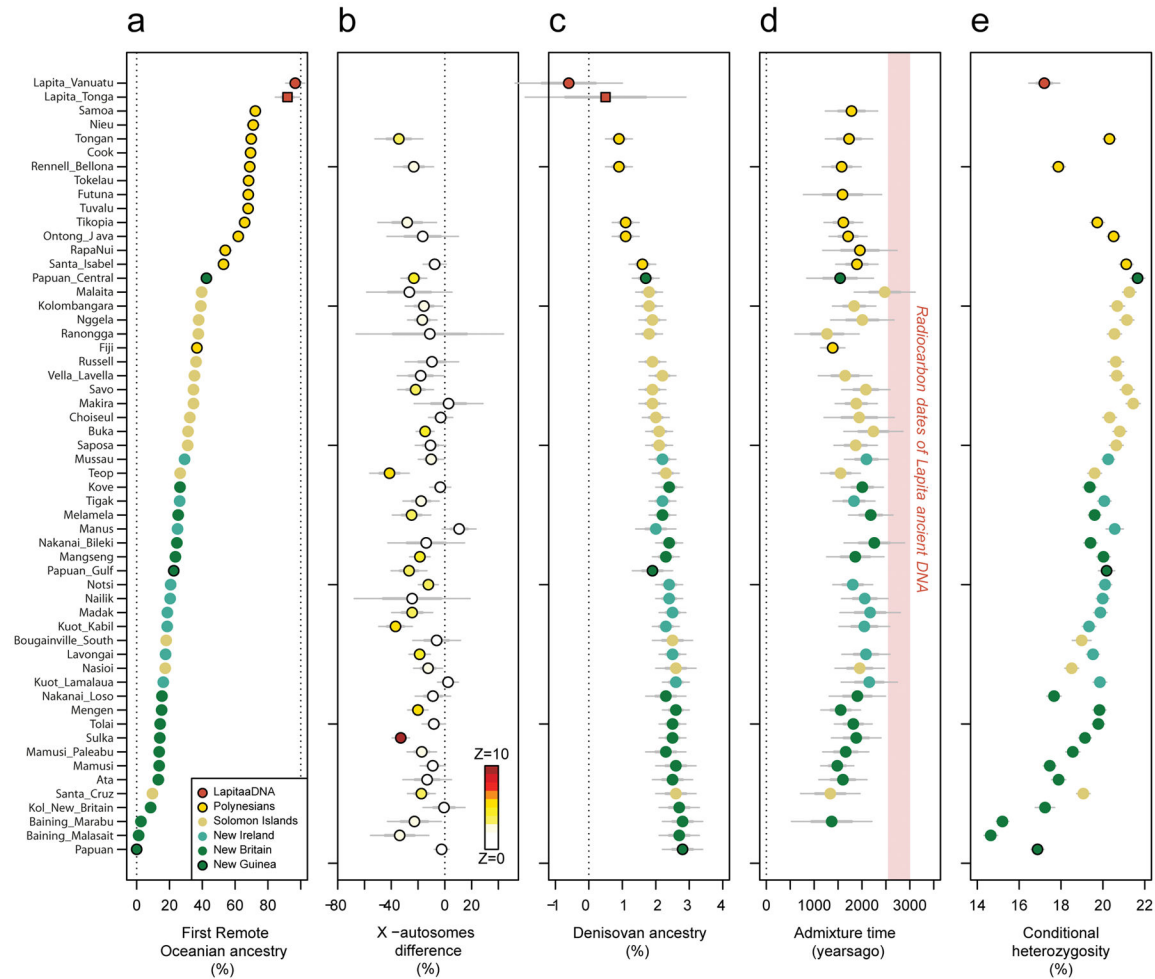 a
b
c
d
e
Lapita_Vanuatu
Lapita_Tonga
Samoa
Nieu
Tongan
Cook
Rennell_Bellona
Tokelau
Futuna
Tuvalu
Tikopia
Ontong_Java
RapaNui
Santa_Isabel
Papuan_Central
Malaita
Kolombangara
Nggela
Ranongga
Fiji
Russell
Vella_Lavella
Savo
Makira
Choiseul
Buka
Saposa
Mussau
Teop
Kove
Tigak
Melamela
Manus
Nakanai_Bileki
Mangseng
Papuan_Gulf
Notsi
Nailik
Madak
Kuot_Kabil
Bougainville_South
Lavongai
Nasioi
Kuot_Lamalaua
Nakanai_Loso
Mengen
Tolai
Sulka
Mamusi_Paleabu
Mamusi
Ata
Santa_Cruz
Kol_New_Britain
Baining_Marabu
Baining_Malasait
Papuan
LapitaaDNA
Polynesians
Solomon Islands
New Ireland
New Britain
New Guinea
Z=10
Z=0
Radiocarbon dates of Lapita ancient DNA
0 20 40 60 80
First Remote
Oceanian ancestry
(%)
−80 −60 −40 −20 0 20 40
X −autosomes
difference
(%)
−1 0 1 2 3 4
Denisovan ancestry
(%)
0 1000 2000 3000
Admixture time
(yearsago)
14 16 18 20 22
Conditional
heterozygosity
(%)